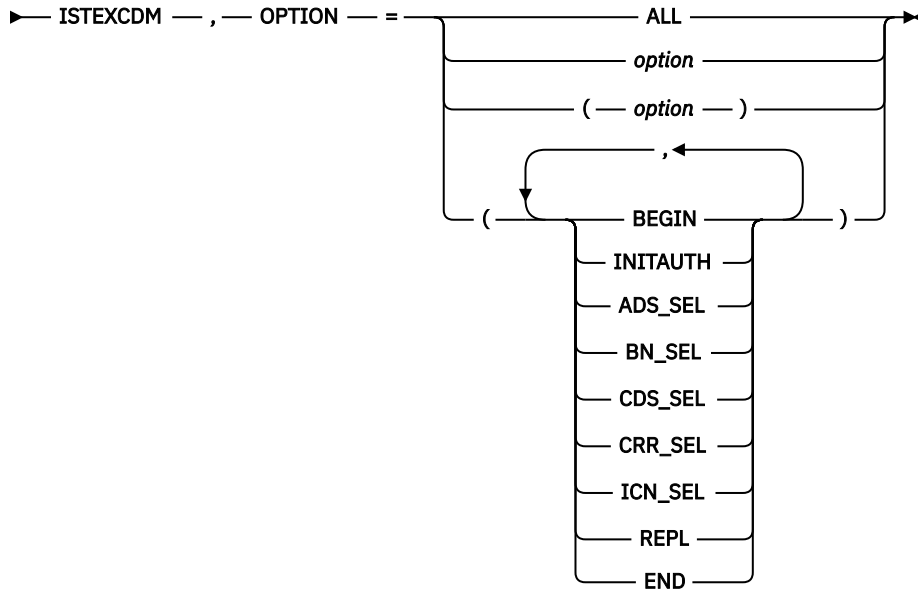 ISTEXCDM , OPTION = ALL
option
( option )
,
( BEGIN )
INITAUTH
ADS_SEL
BN_SEL
CDS_SEL
CRR_SEL
ICN_SEL
REPL
END